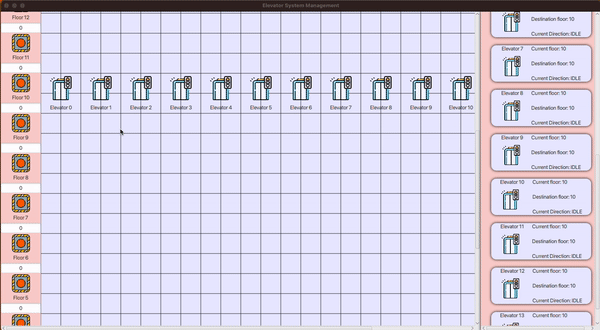 Elevator System Management
Floor 12
0
Floor 11
0
Floor 10
0
Floor 9
0
Floor 8
0
Floor 7
0
Floor 6
0
Floor 5
0
Elevator 0 Elevator 1 Elevator 2 Elevator 3 Elevator 4 Elevator 5 Elevator 6 Elevator 7 Elevator 8 Elevator 9 Elevator 10
Destination floor: 10
Current Direction: IDLE
Elevator 7 Current floor: 10
Destination floor: 10
Current Direction: IDLE
Elevator 8 Current floor: 10
Destination floor: 10
Current Direction: IDLE
Elevator 9 Current floor: 10
Destination floor: 10
Current Direction: IDLE
Elevator 10 Current floor: 10
Destination floor: 10
Current Direction: IDLE
Elevator 11 Current floor: 10
Destination floor: 10
Current Direction: IDLE
Elevator 12 Current floor: 10
Destination floor: 10
Current Direction: IDLE
Elevator 13 Current floor: 10